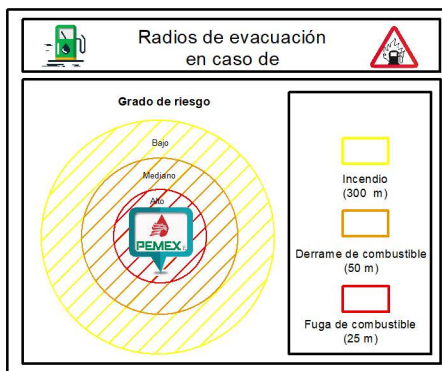 Radios de evacuación
en caso de
Grado de riesgo
Bajo
Mediano
Alto
PEMEX
Incendio
(300 m)
Derrame de combustible
(50 m)
Fuga de combustible
(25 m)